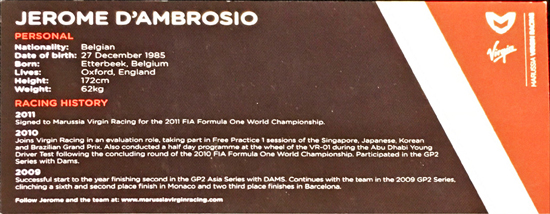 JEROME D'AMBROSIO
PERSONAL
Nationality: Belgian
Date of birth: 27 December 1985
Born: Etterbeek, Belgium
Lives: Oxford, England
Height: 172cm
Weight: 62kg
RACING HISTORY
2011
Signed to Marussia Virgin Racing for the 2011 FIA Formula One World Championship.
2010
Joins Virgin Racing in an evaluation role, taking part in Free Practice 1 sessions of the Singapore, Japanese, Korean
and Brazilian Grand Prix. Also conducted a half day programme at the wheel of the VR-01 during the Abu Dhabi Young
Driver Test following the concluding round of the 2010 FIA Formula One World Championship. Participated in the GP2
Series with Dams.
2009
Successful start to the year finishing second in the GP2 Asia Series with DAMS. Continues with the team in the 2009 GP2 Series,
clinching a sixth and second place finish in Monaco and two third place finishes in Barcelona.
Follow Jerome and the team at: www.marussiavirginracing.com
Virgin
MARUSSIA VIRGIN RACING